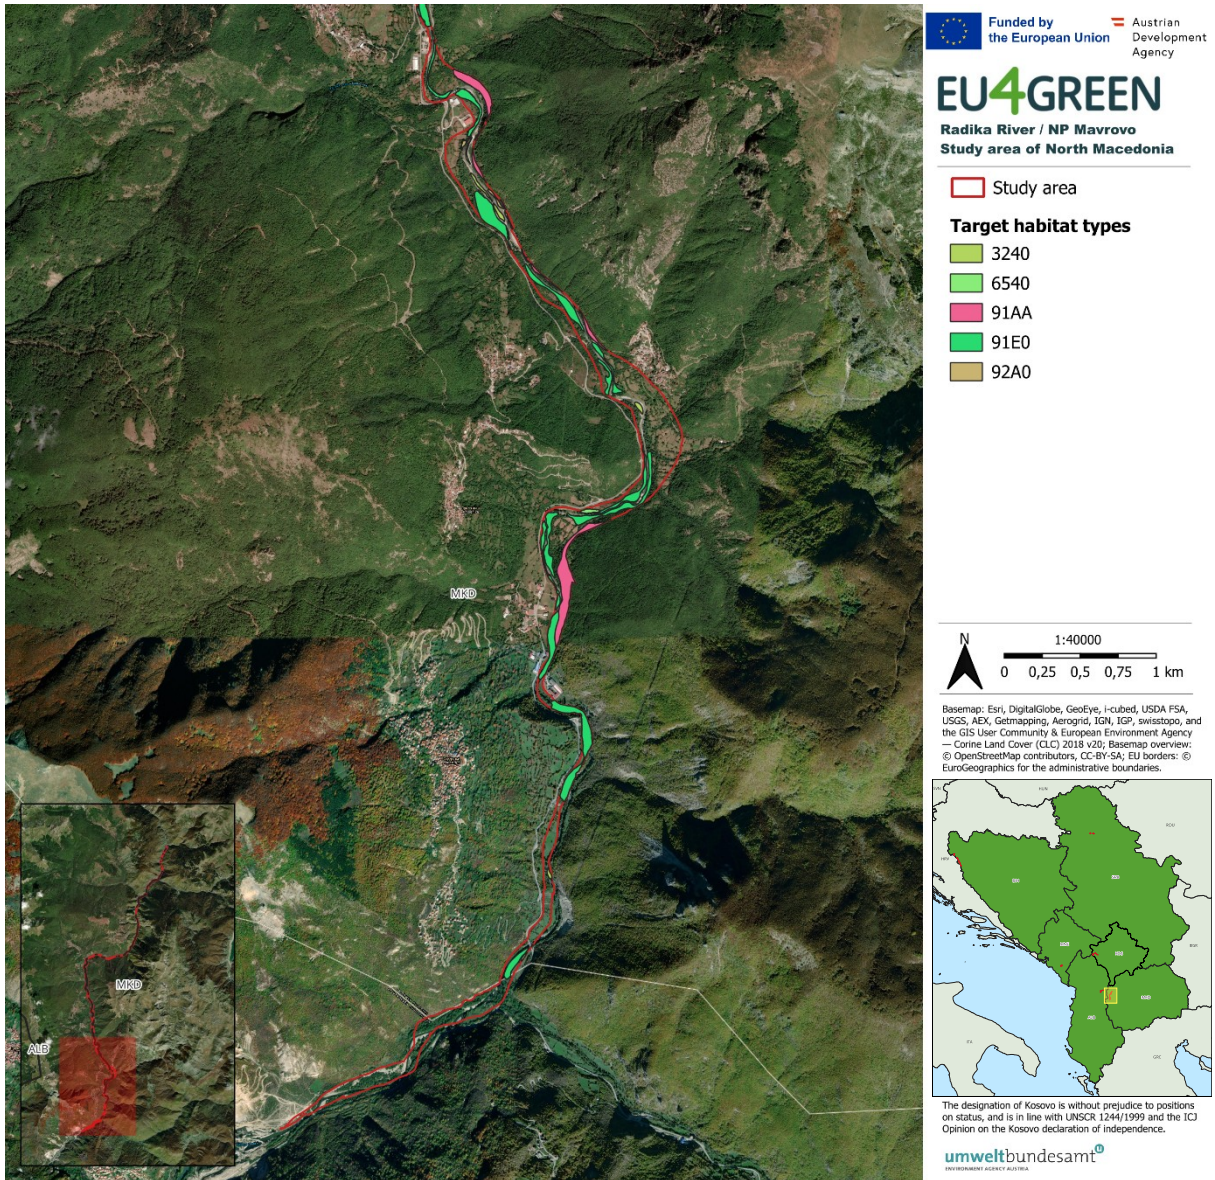 Funded by
the European Union
Austrian
Development
Agency
EU4GREEN
Radika River / NP Mavrovo
Study area of North Macedonia
Study area
Target habitat types
3240
6540
91AA
91E0
92A0
N
1:40000
0 0,25 0,5 0,75 1 km
Basemap: Esri, DigitalGlobe, GeoEye, i-cubed, USDA FSA,
USGS, AEX, Getmapping, Aerogrid, IGN, IGP, swisstopo, and
the GIS User Community & European Environment Agency
— Corine Land Cover (CLC) 2018 v20; Basemap overview:
© OpenStreetMap contributors, CC-BY-SA; EU borders: ©
EuroGeographics for the administrative boundaries.
MKD
MKD
ALB
ITA
The designation of Kosovo is without prejudice to positions
on status, and is in line with UNSCR 1244/1999 and the ICJ
Opinion on the Kosovo declaration of independence.
umweltbundesamt
ENVIRONMENT AGENCY AUSTRIA